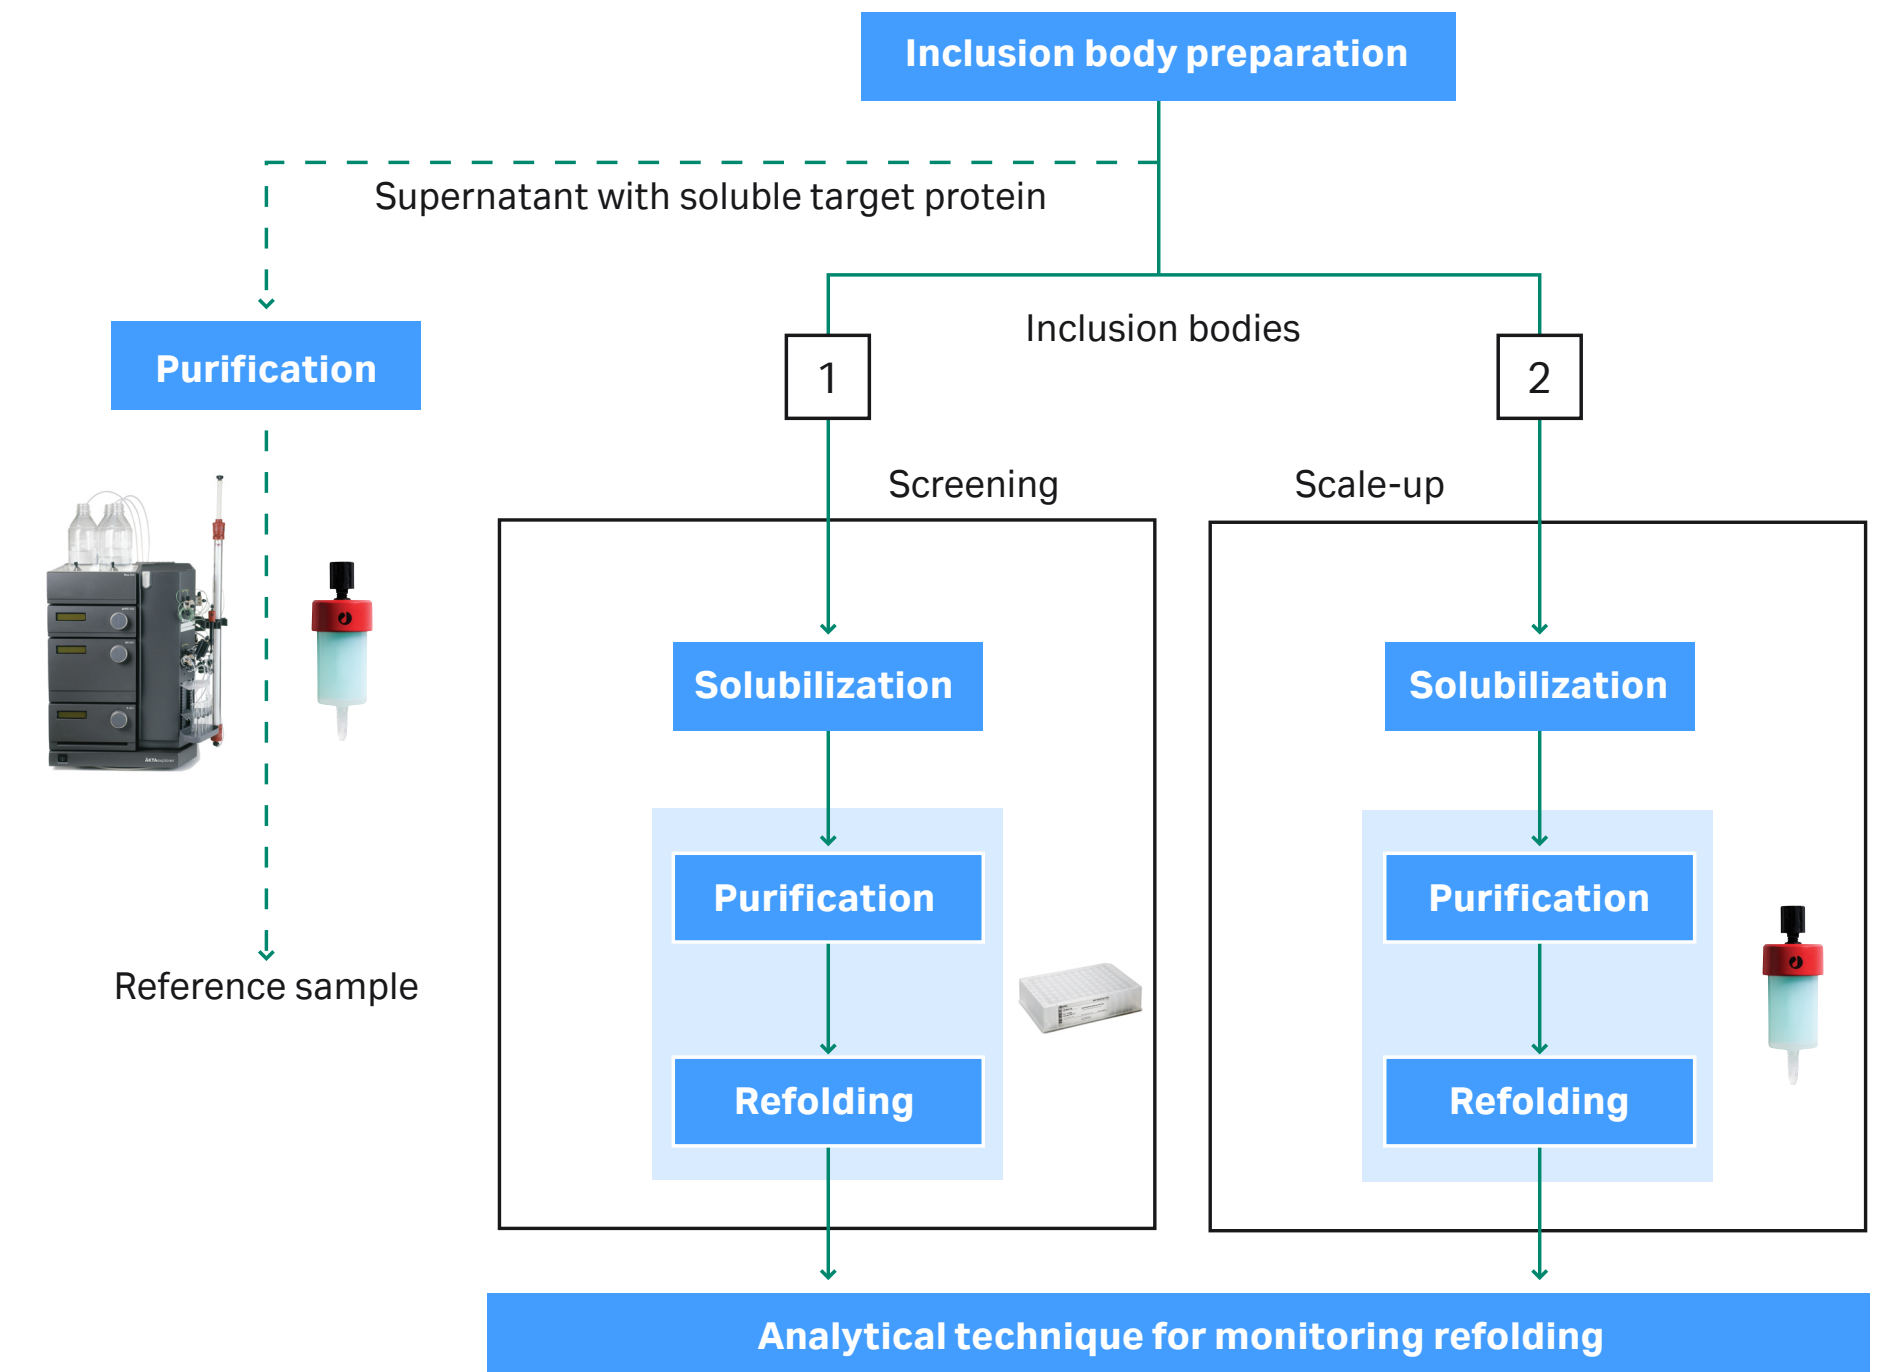 Inclusion body preparation
Supernatant with soluble target protein
Inclusion bodies
Purification
1
2
Screening
Scale-up
Solubilization
Solubilization
Purification
Purification
Reference sample
Refolding
Refolding
Analytical technique for monitoring refolding